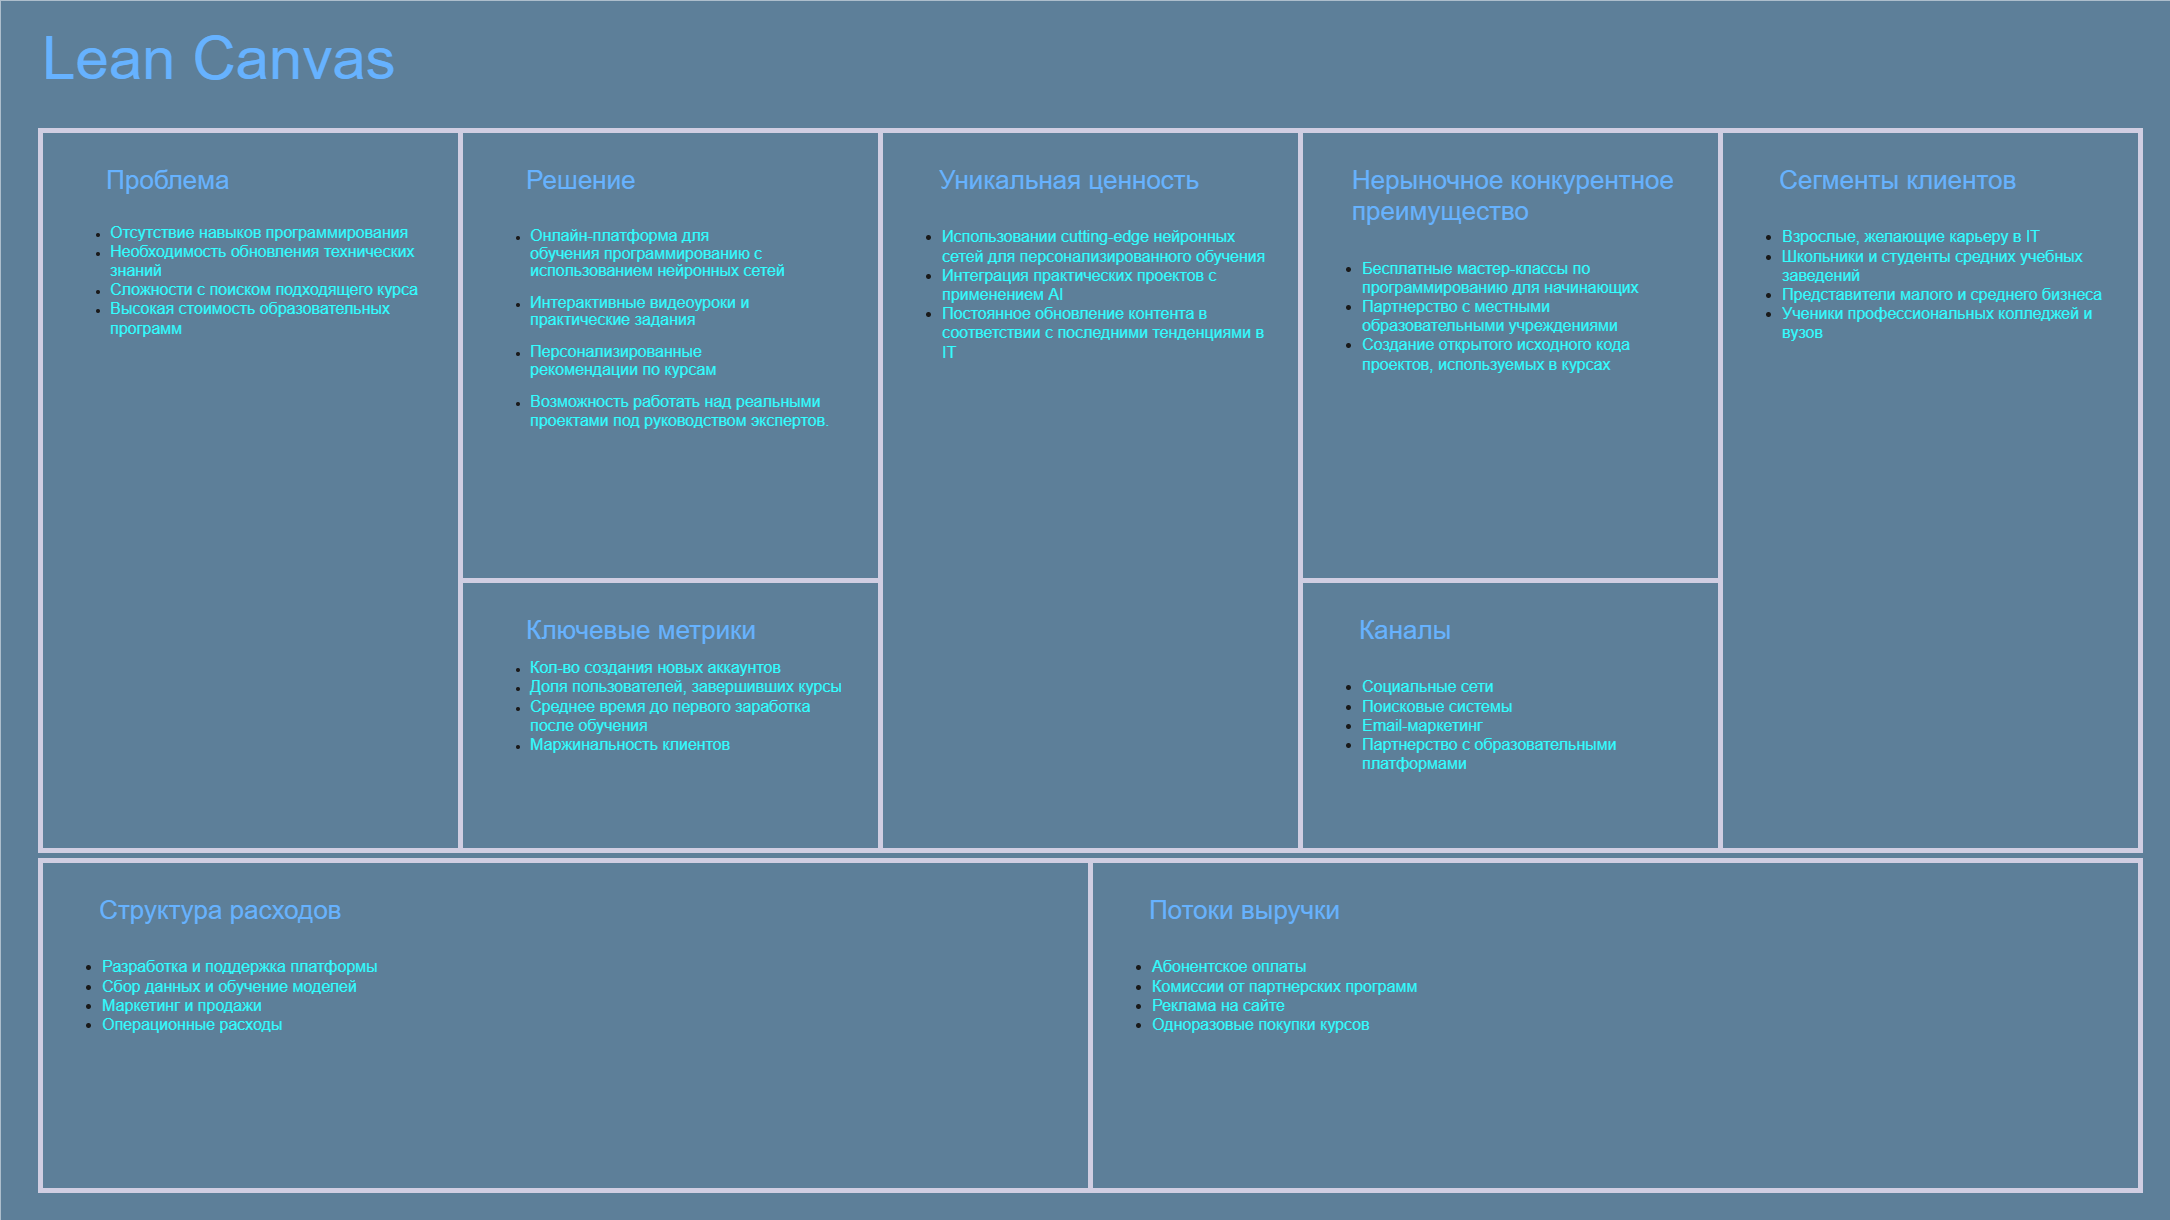 Lean Canvas
Проблема
Отсутствие навыков программирования
Необходимость обновления технических
знаний
Сложности с поиском подходящего курса
Высокая стоимость образовательных
программ
Решение
Онлайн-платформа для
обучения программированию с
использованием нейронных сетей
Интерактивные видеоуроки и
практические задания
Персонализированные
рекомендации по курсам
Возможность работать над реальными
проектами под руководством экспертов.
Ключевые метрики
Кол-во создания новых аккаунтов
Доля пользователей, завершивших курсы
Среднее время до первого заработка
после обучения
Маржинальность клиентов
Уникальная ценность
Использовании cutting-edge нейронных
сетей для персонализированного обучения
Интеграция практических проектов с
применением AI
Постоянное обновление контента в
соответствии с последними тенденциями в
IT
Нерыночное конкурентное
преимущество
Бесплатные мастер-классы по
программированию для начинающих
Партнерство с местными
образовательными учреждениями
Создание открытого исходного кода
проектов, используемых в курсах
Каналы
Социальные сети
Поисковые системы
Email-маркетинг
Партнерство с образовательными
платформами
Сегменты клиентов
Взрослые, желающие карьеру в IT
Школьники и студенты средних учебных
заведений
Представители малого и среднего бизнеса
Ученики профессиональных колледжей и
вузов
Структура расходов
Разработка и поддержка платформы
Сбор данных и обучение моделей
Маркетинг и продажи
Операционные расходы
Потоки выручки
Абонентское оплаты
Комиссии от партнерских программ
Реклама на сайте
Одноразовые покупки курсов